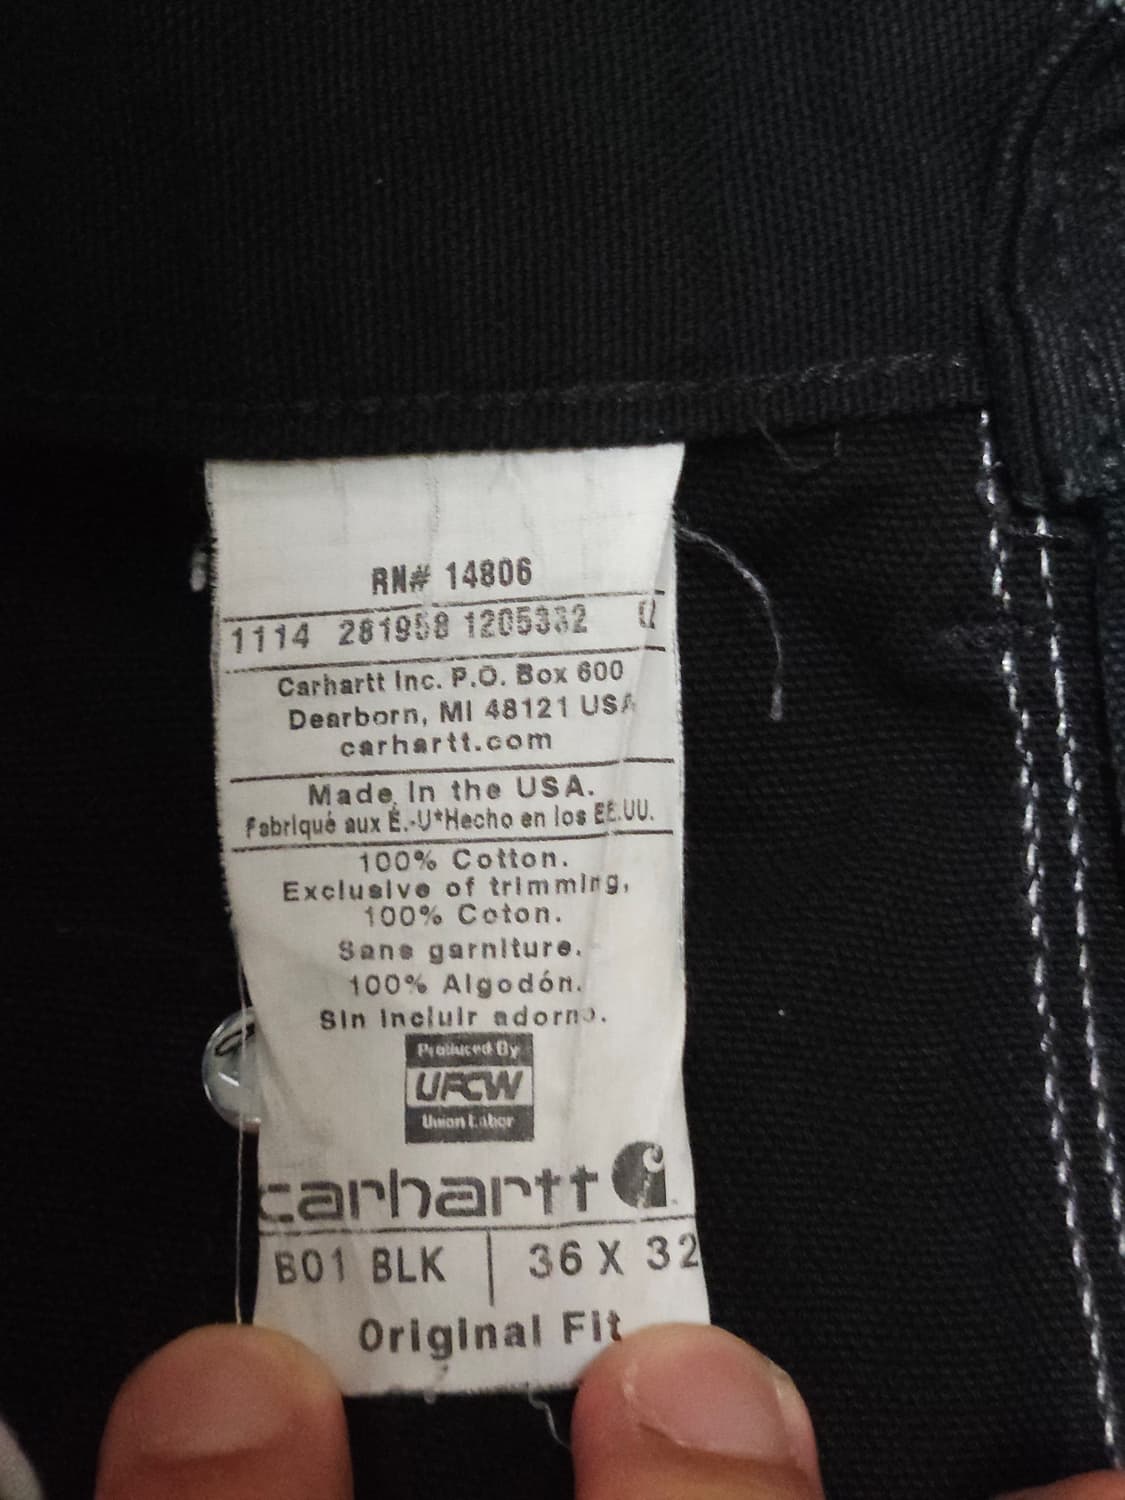 RN# 14806
1114 281958 1205332
Carhartt Inc. P.O. Box 600
Dearborn, MI 48121 USA
carhartt.com
Made In the USA.
Fabriqué aux É.-U*Hecho en los EE.UU.
100% Cotton.
Exclusive of trimming,
100% Coton.
Sans garniture.
100% Algodón.
Sin Incluir adorno.
Produced By
UFCW
Union Labor
carhartt
B01 BLK 36 X 32
Original Fit